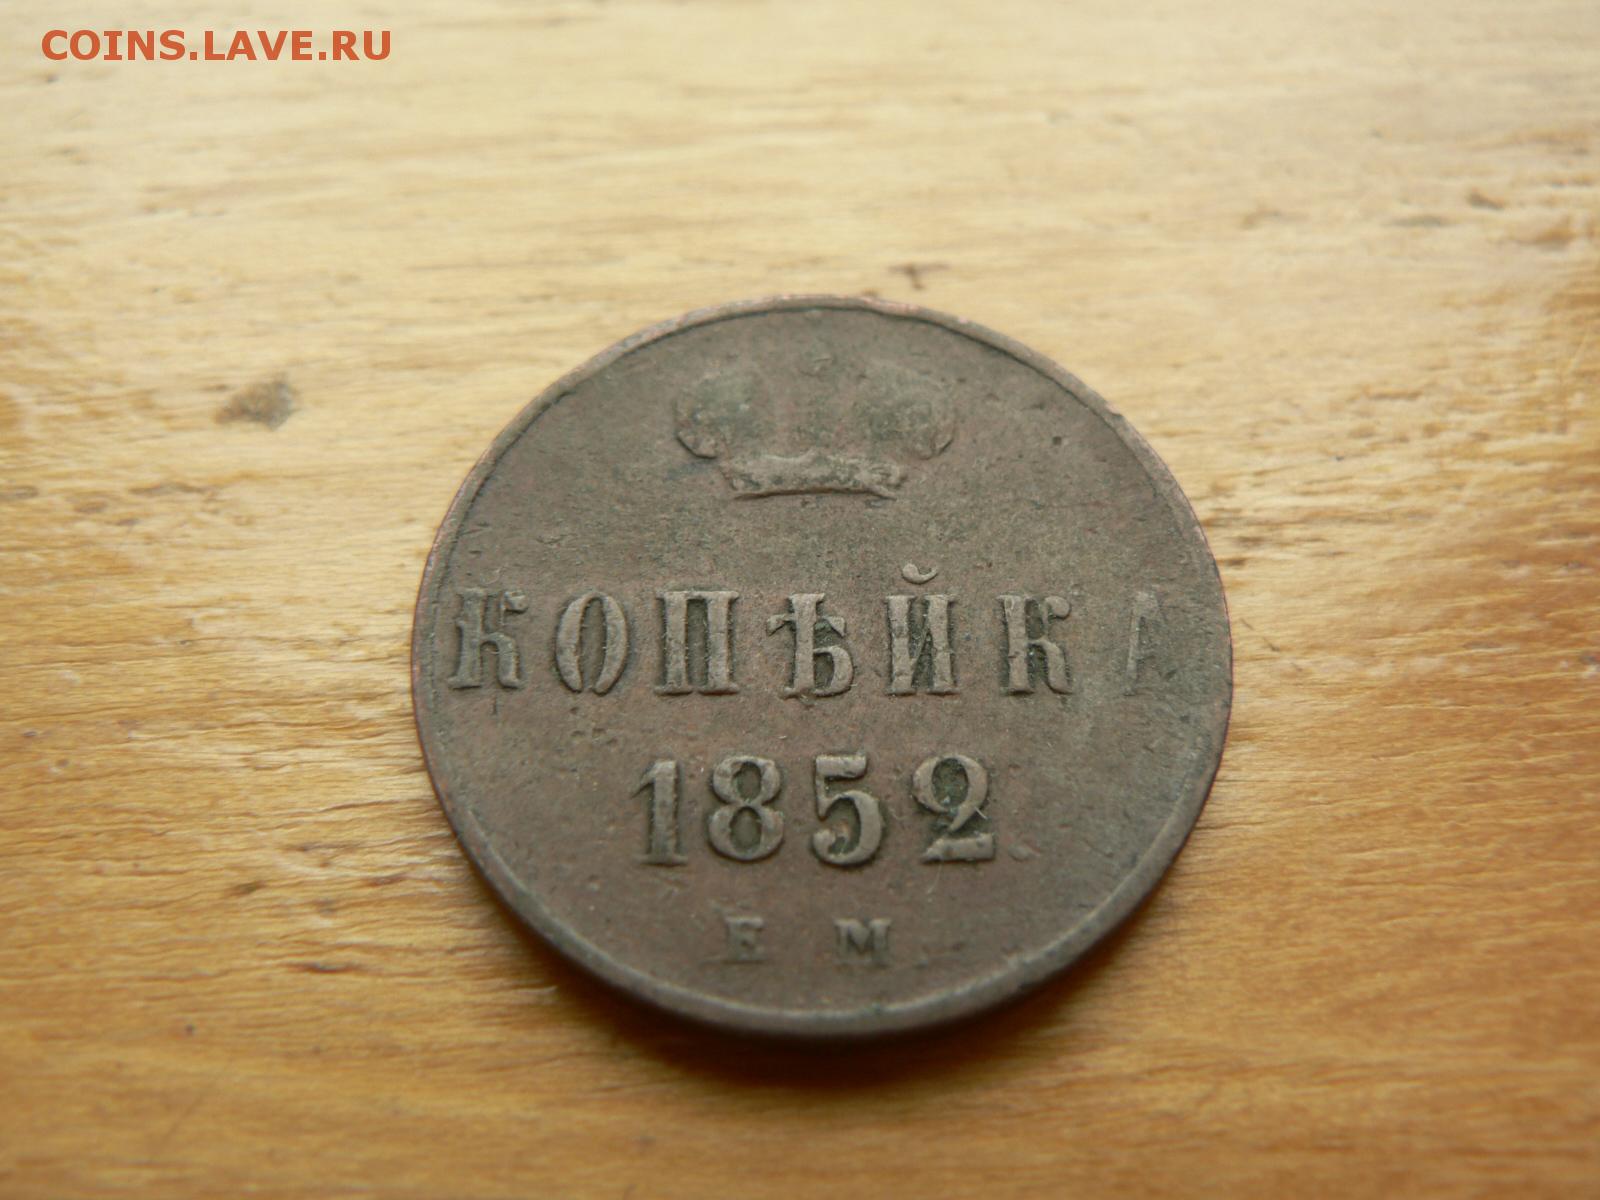 COINS.LAVE.RU
КОПѢЙКА
1852
Е М